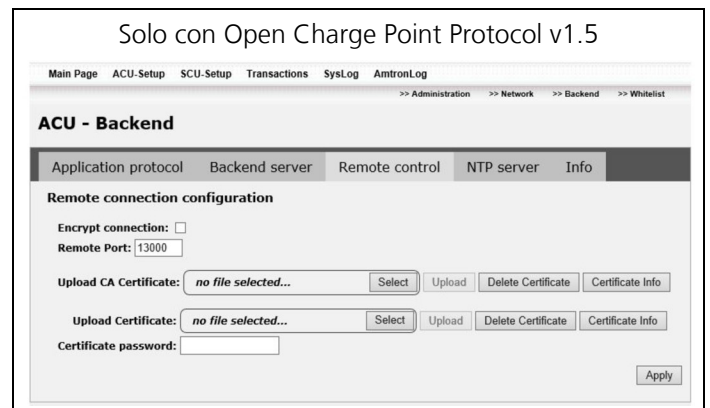 Solo con Open Charge Point Protocol v1.5
Main Page ACU-Setup SCU-Setup Transactions SysLog AmtronLog
>> Administration >> Network >> Backend >> Whitelist
ACU - Backend
Application protocol Backend server Remote control NTP server Info
Remote connection configuration
Encrypt connection:
Remote Port: 13000
Upload CA Certificate: no file selected... Select Upload Delete Certificate Certificate Info
Upload Certificate: no file selected... Select Upload Delete Certificate Certificate Info
Certificate password:
Apply